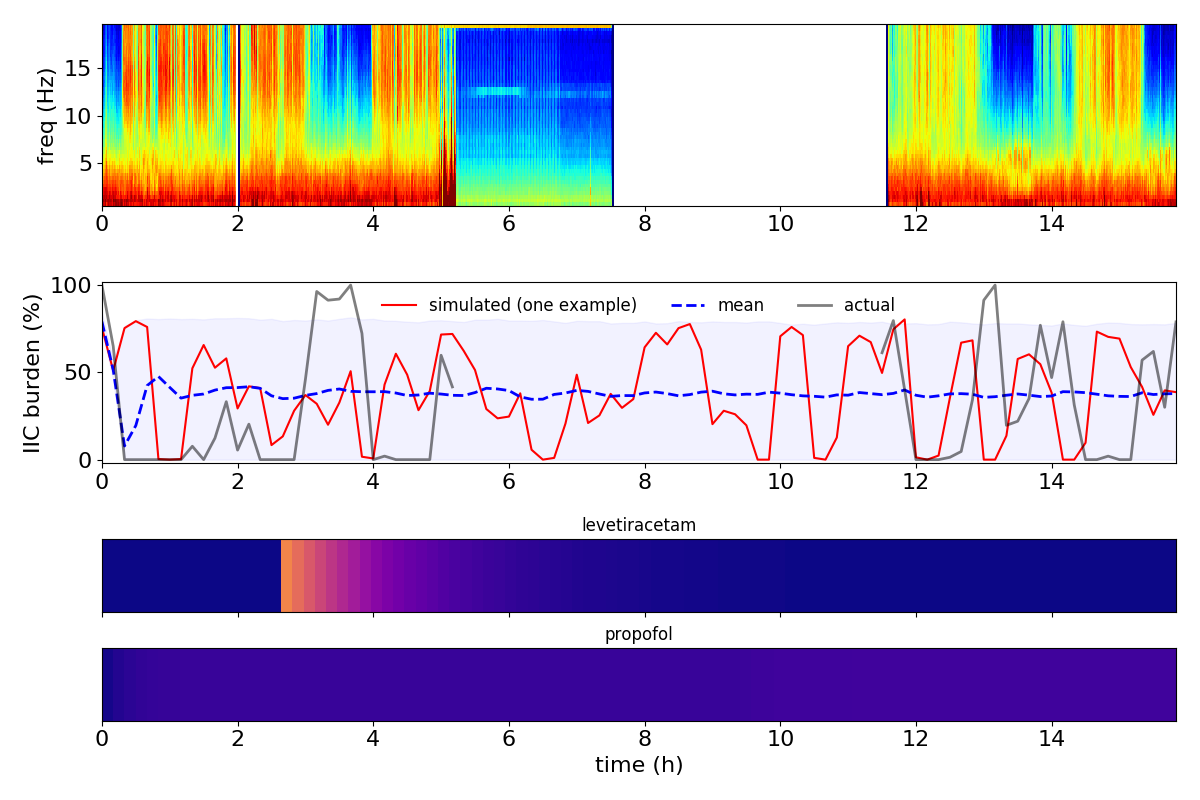 freq (Hz)
15
10
5
0 2 4 6 8 10 12 14
IIC burden (%)
100
50
0
simulated (one example) mean actual
0 2 4 6 8 10 12 14
levetiracetam
propofol
0 2 4 6 8 10 12 14
time (h)